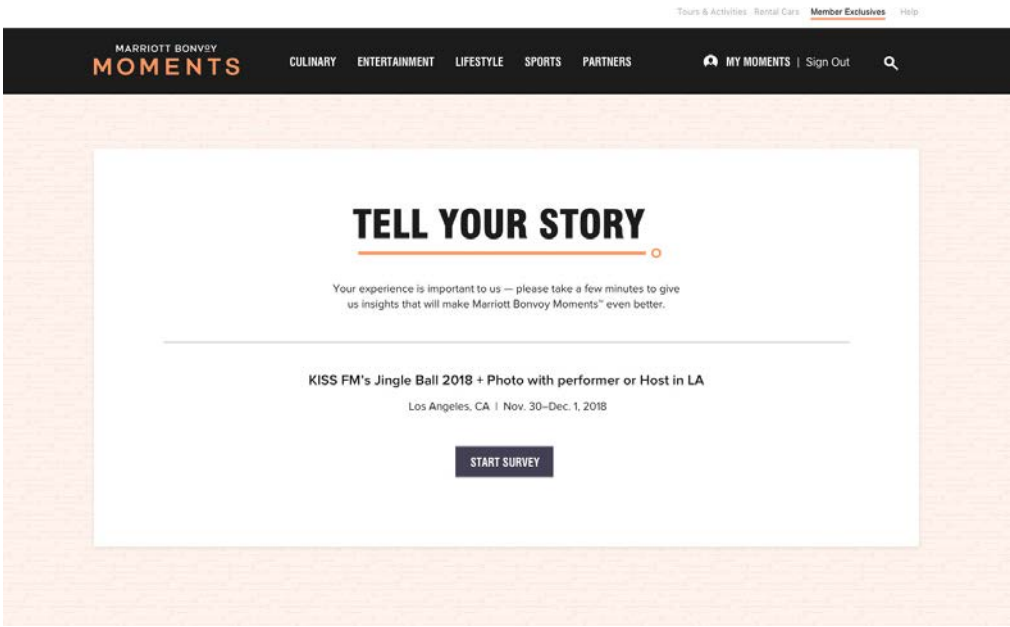 Tours & Activities Rental Cars Member Exclusives Help
MARRIOTT BONVOY
MOMENTS
CULINARY ENTERTAINMENT LIFESTYLE SPORTS PARTNERS MY MOMENTS | Sign Out
TELL YOUR STORY
Your experience is important to us — please take a few minutes to give
us insights that will make Marriott Bonvoy Moments™ even better.
KISS FM's Jingle Ball 2018 + Photo with performer or Host in LA
Los Angeles, CA | Nov. 30–Dec. 1, 2018
START SURVEY